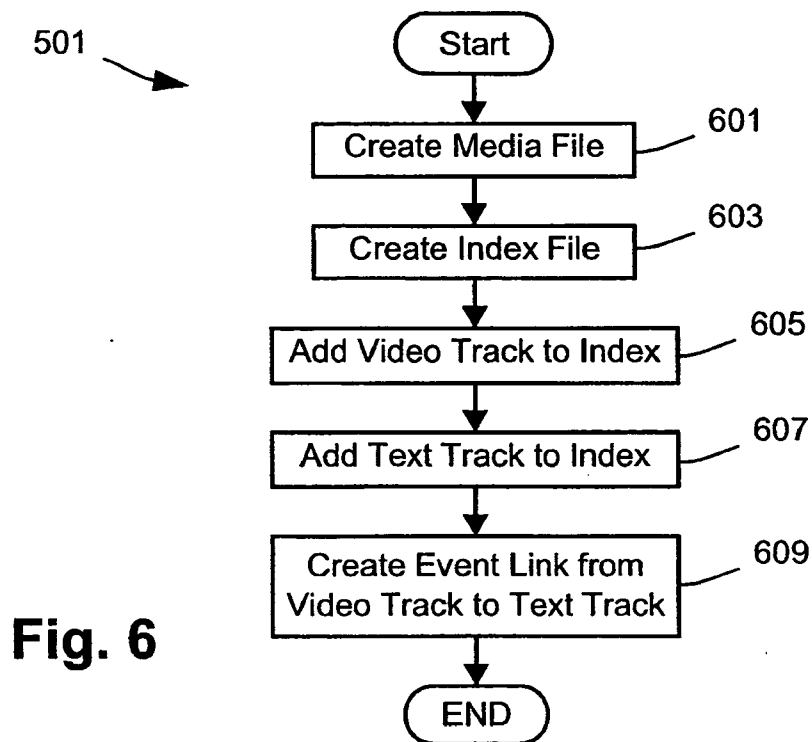 501
Start
601
Create Media File
603
Create Index File
605
Add Video Track to Index
607
Add Text Track to Index
609
Create Event Link from
Video Track to Text Track
Fig. 6
END